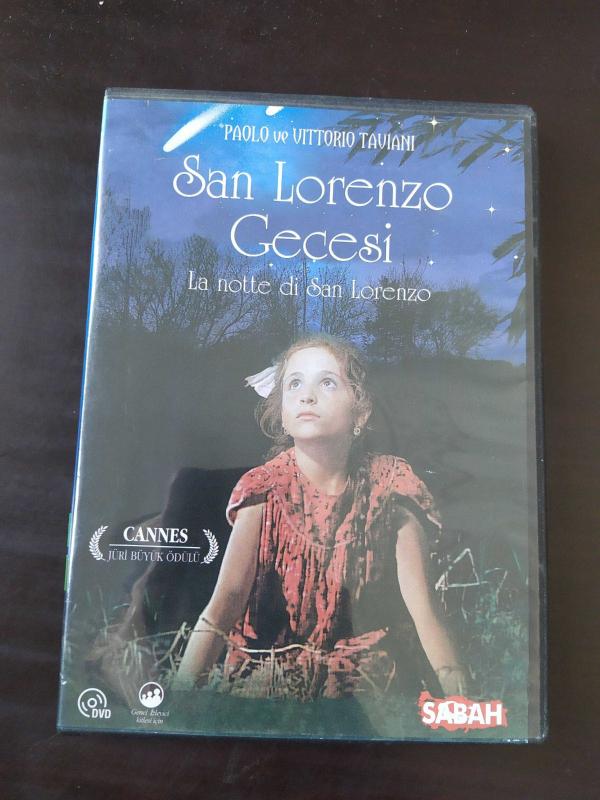 PAOLO ve VITTORIO TAVIANI
San Lorenzo
Gecesi
La notte di San Lorenzo
CANNES
JÜRİ BÜYÜK ÖDÜLÜ
DVD
Genel İzleyici
kitlesi için
SABAH